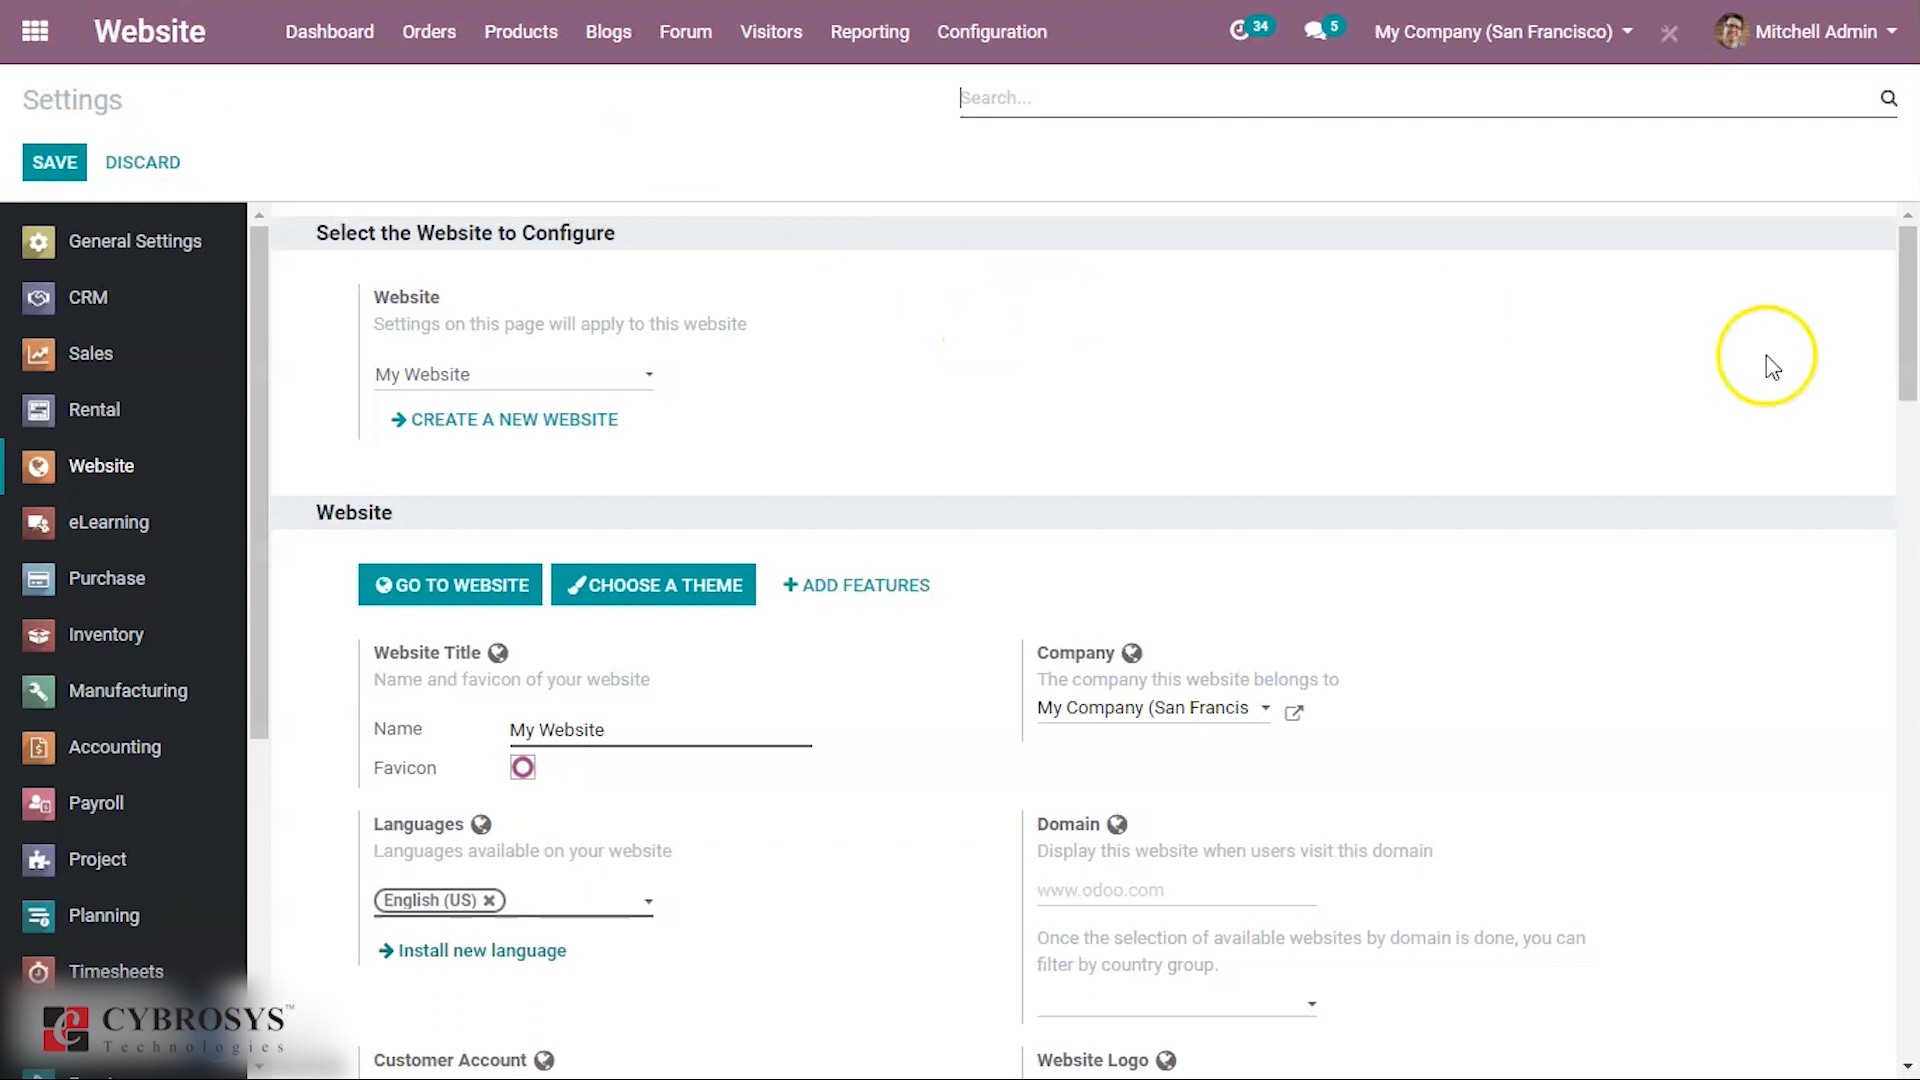 Website
Dashboard
Orders
Products
Blogs
Forum
Visitors
Reporting
Configuration
34
5
My Company (San Francisco)
Mitchell Admin
Settings
Search...
SAVE
DISCARD
General Settings
CRM
Sales
Rental
Website
eLearning
Purchase
Inventory
Manufacturing
Accounting
Payroll
Project
Planning
Timesheets
CYBROSYS™
Technologies
Select the Website to Configure
Website
Settings on this page will apply to this website
My Website
CREATE A NEW WEBSITE
Website
GO TO WEBSITE
CHOOSE A THEME
+ ADD FEATURES
Website Title
Name and favicon of your website
Name
My Website
Favicon
Company
The company this website belongs to
My Company (San Francis
Languages
Languages available on your website
English (US)
Install new language
Domain
Display this website when users visit this domain
www.odoo.com
Once the selection of available websites by domain is done, you can
filter by country group.
Customer Account
Website Logo